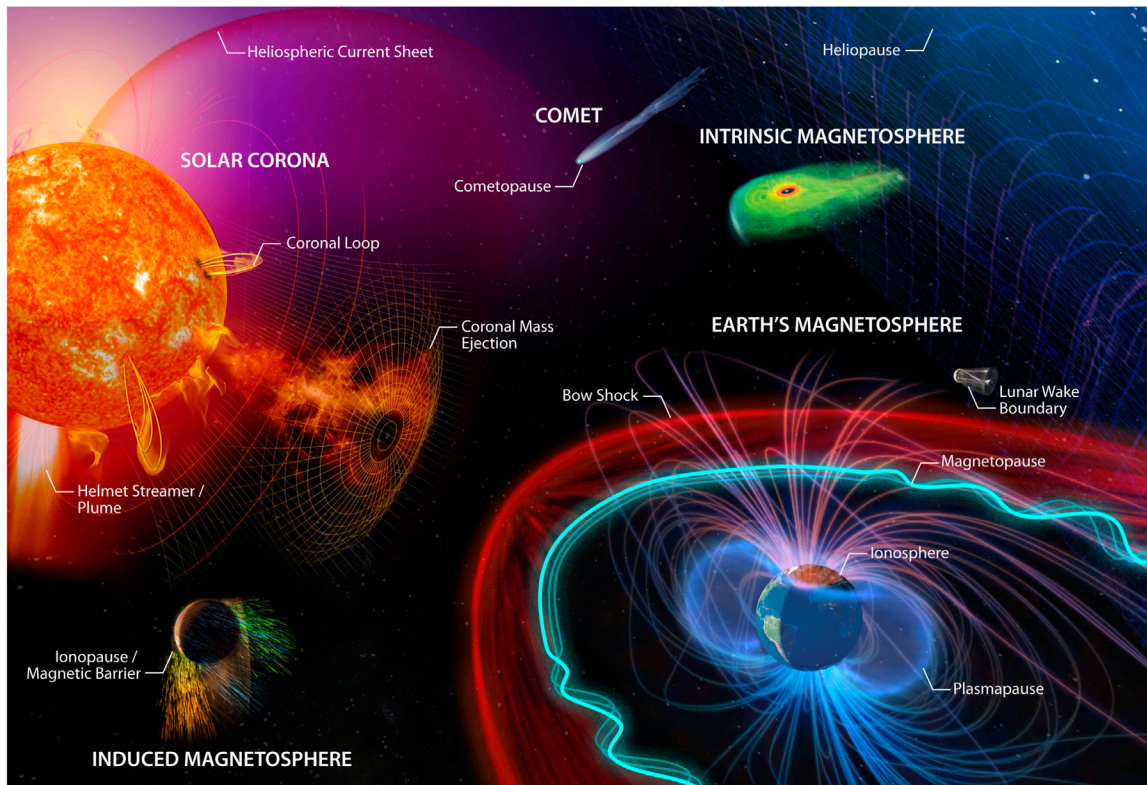 Heliospheric Current Sheet
Heliopause
COMET
INTRINSIC MAGNETOSPHERE
SOLAR CORONA
Cometopause
Coronal Loop
Coronal Mass
Ejection
EARTH'S MAGNETOSPHERE
Bow Shock
Lunar Wake
Boundary
Magnetopause
Helmet Streamer /
Plume
Ionosphere
Ionopause /
Magnetic Barrier
Plasmapause
INDUCED MAGNETOSPHERE